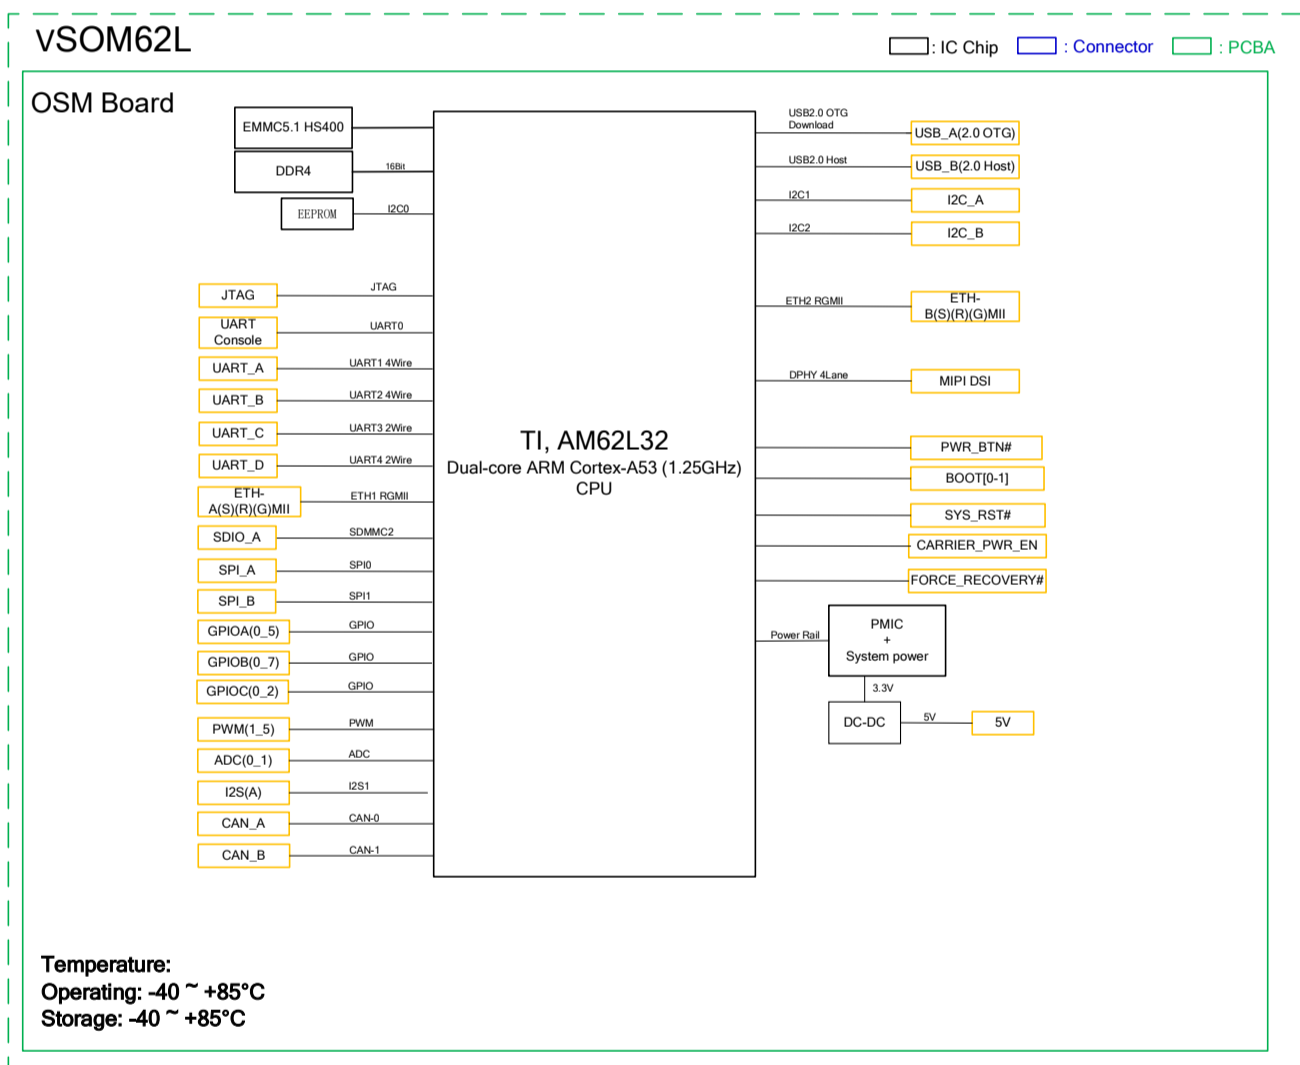 vSOM62L
: IC Chip
: Connector
: PCBA
OSM Board
EMMC5.1 HS400
DDR4
16Bit
EEPROM
I2C0
JTAG
JTAG
UART
Console
UART0
UART_A
UART1 4Wire
UART_B
UART2 4Wire
UART_C
UART3 2Wire
UART_D
UART4 2Wire
ETH-
A(S)(R)(G)MII
ETH1 RGMII
SDIO_A
SDMMC2
SPI_A
SPI0
SPI_B
SPI1
GPIOA(0_5)
GPIO
GPIOB(0_7)
GPIO
GPIOC(0_2)
GPIO
PWM(1_5)
PWM
ADC(0_1)
ADC
I2S(A)
I2S1
CAN_A
CAN-0
CAN_B
CAN-1
TI, AM62L32
Dual-core ARM Cortex-A53 (1.25GHz)
CPU
USB2.0 OTG
Download
USB_A(2.0 OTG)
USB2.0 Host
USB_B(2.0 Host)
I2C1
I2C_A
I2C2
I2C_B
ETH2 RGMII
ETH-
B(S)(R)(G)MII
DPHY 4Lane
MIPI DSI
PWR_BTN#
BOOT[0-1]
SYS_RST#
CARRIER_PWR_EN
FORCE_RECOVERY#
Power Rail
PMIC
+
System power
3.3V
DC-DC
5V
5V
Temperature:
Operating: -40 ~ +85°C
Storage: -40 ~ +85°C